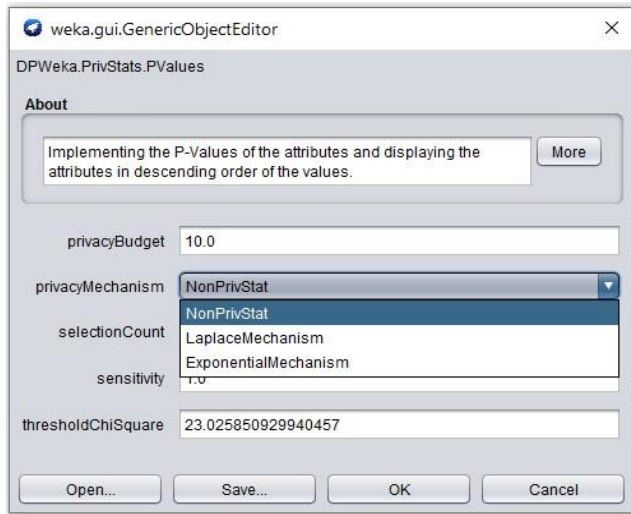 weka.gui.GenericObjectEditor
DPWeka.PrivStats.PValues
About
Implementing the P-Values of the attributes and displaying the
attributes in descending order of the values.
More
privacyBudget 10.0
privacyMechanism NonPrivStat
NonPrivStat
selectionCount
LaplaceMechanism
ExponentialMechanism
sensitivity 1.0
thresholdChiSquare 23.025850929940457
Open... Save... OK Cancel